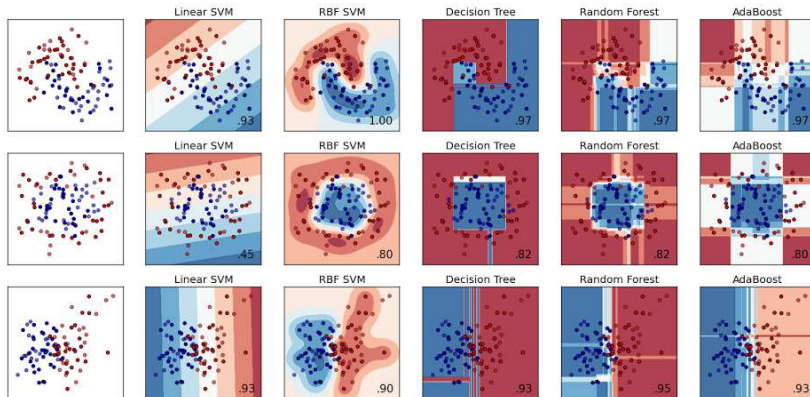 Linear SVM RBF SVM Decision Tree Random Forest AdaBoost
.93 1.00 .97 .97 .97
Linear SVM RBF SVM Decision Tree Random Forest AdaBoost
.45 .80 .82 .82 .80
Linear SVM RBF SVM Decision Tree Random Forest AdaBoost
.93 .90 .93 .95 .93